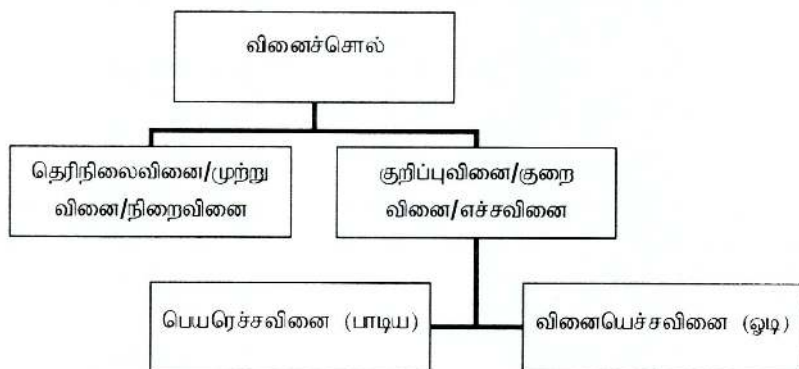 வினைச்சொல்
தெரிநிலைவினை/முற்று
வினை/நிறைவினை
குறிப்புவினை/குறை
வினை/எச்சவினை
பெயரெச்சவினை (பாடிய)
வினையெச்சவினை (ஓடி)